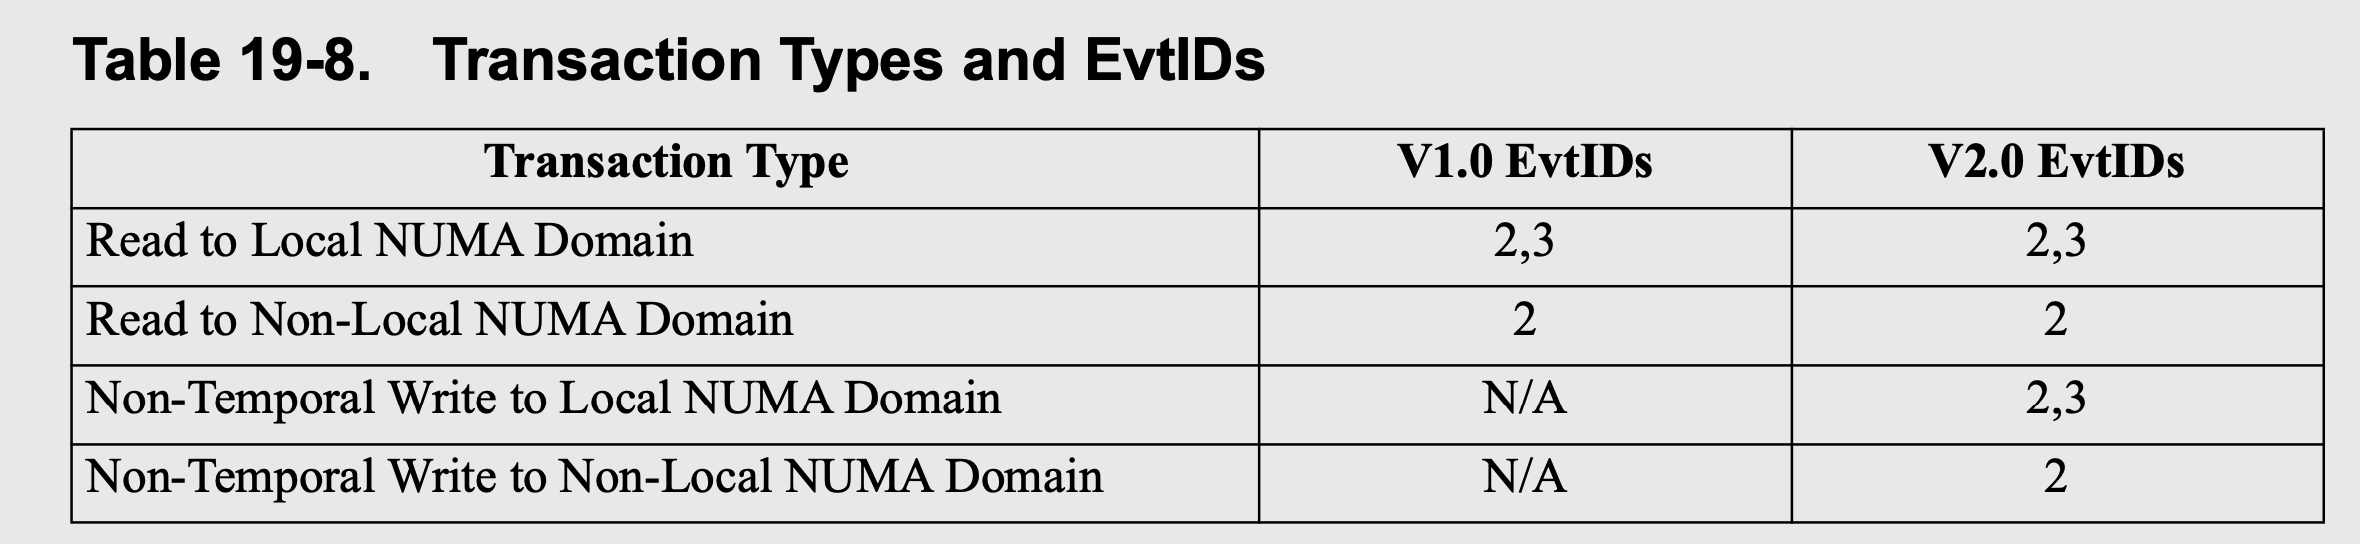 Table 19-8. Transaction Types and EvtIDs
Transaction Type V1.0 EvtIDs V2.0 EvtIDs
Read to Local NUMA Domain 2,3 2,3
Read to Non-Local NUMA Domain 2 2
Non-Temporal Write to Local NUMA Domain N/A 2,3
Non-Temporal Write to Non-Local NUMA Domain N/A 2